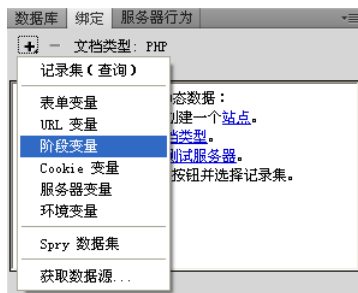 数据库 绑定 服务器行为
+ - 文档类型: PHP
记录集(查询)
表单变量
URL 变量
阶段变量
Cookie 变量
服务器变量
环境变量
Spry 数据集
获取数据源...
态数据：
创建一个站点。
档类型。
测试服务器。
按钮并选择记录集。